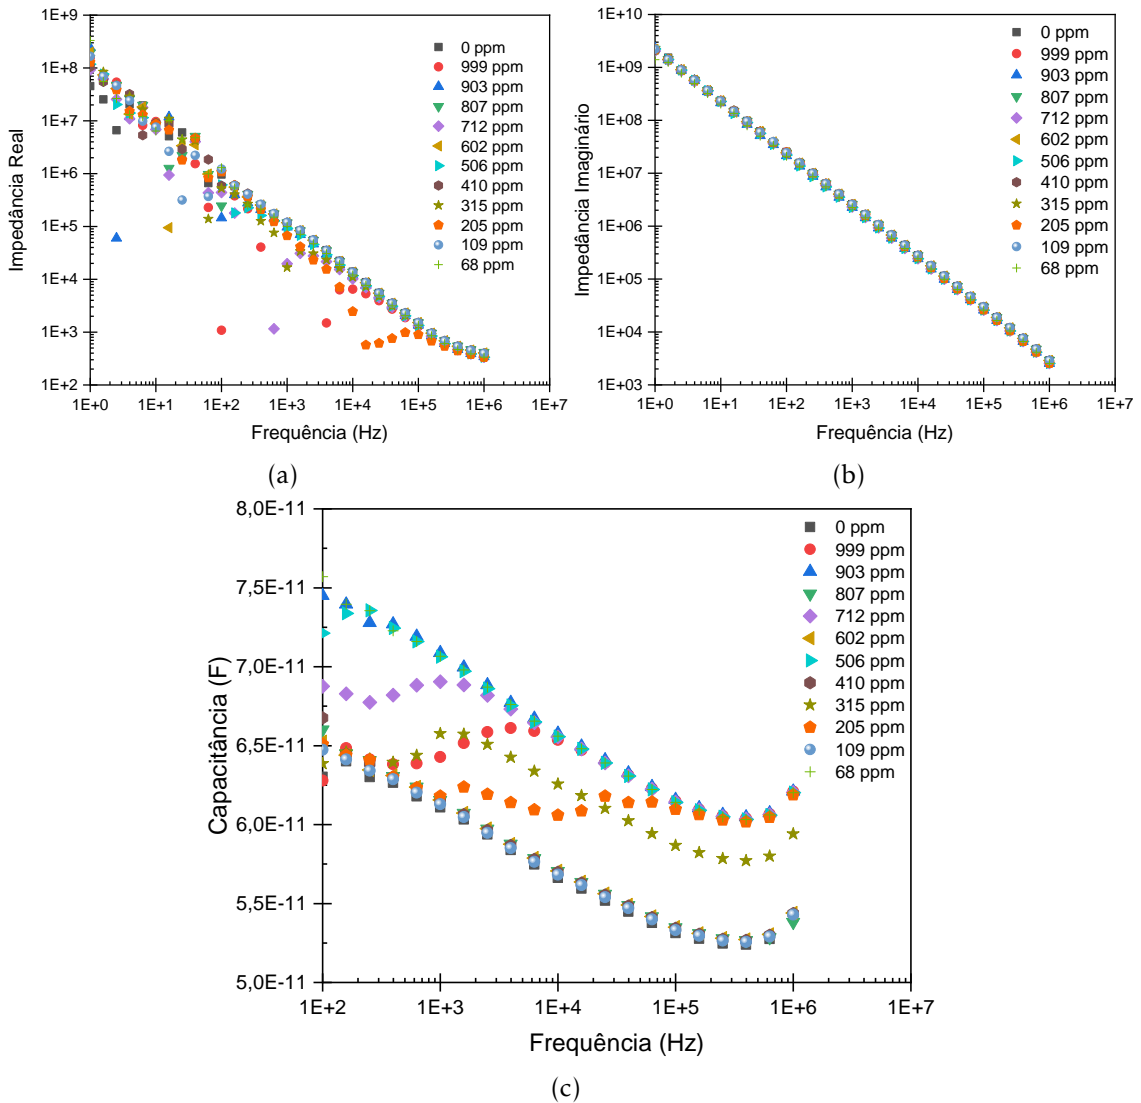 Impedância Real
1E+9
1E+8
1E+7
1E+6
1E+5
1E+4
1E+3
1E+2
1E+0 1E+1 1E+2 1E+3 1E+4 1E+5 1E+6 1E+7
Frequência (Hz)
0 ppm
999 ppm
903 ppm
807 ppm
712 ppm
602 ppm
506 ppm
410 ppm
315 ppm
205 ppm
109 ppm
68 ppm
(a)
Impedância Imaginário
1E+10
1E+09
1E+08
1E+07
1E+06
1E+05
1E+04
1E+03
1E+0 1E+1 1E+2 1E+3 1E+4 1E+5 1E+6 1E+7
Frequência (Hz)
0 ppm
999 ppm
903 ppm
807 ppm
712 ppm
602 ppm
506 ppm
410 ppm
315 ppm
205 ppm
109 ppm
68 ppm
(b)
Capacitância (F)
8,0E-11
7,5E-11
7,0E-11
6,5E-11
6,0E-11
5,5E-11
5,0E-11
1E+2 1E+3 1E+4 1E+5 1E+6 1E+7
Frequência (Hz)
0 ppm
999 ppm
903 ppm
807 ppm
712 ppm
602 ppm
506 ppm
410 ppm
315 ppm
205 ppm
109 ppm
68 ppm
(c)